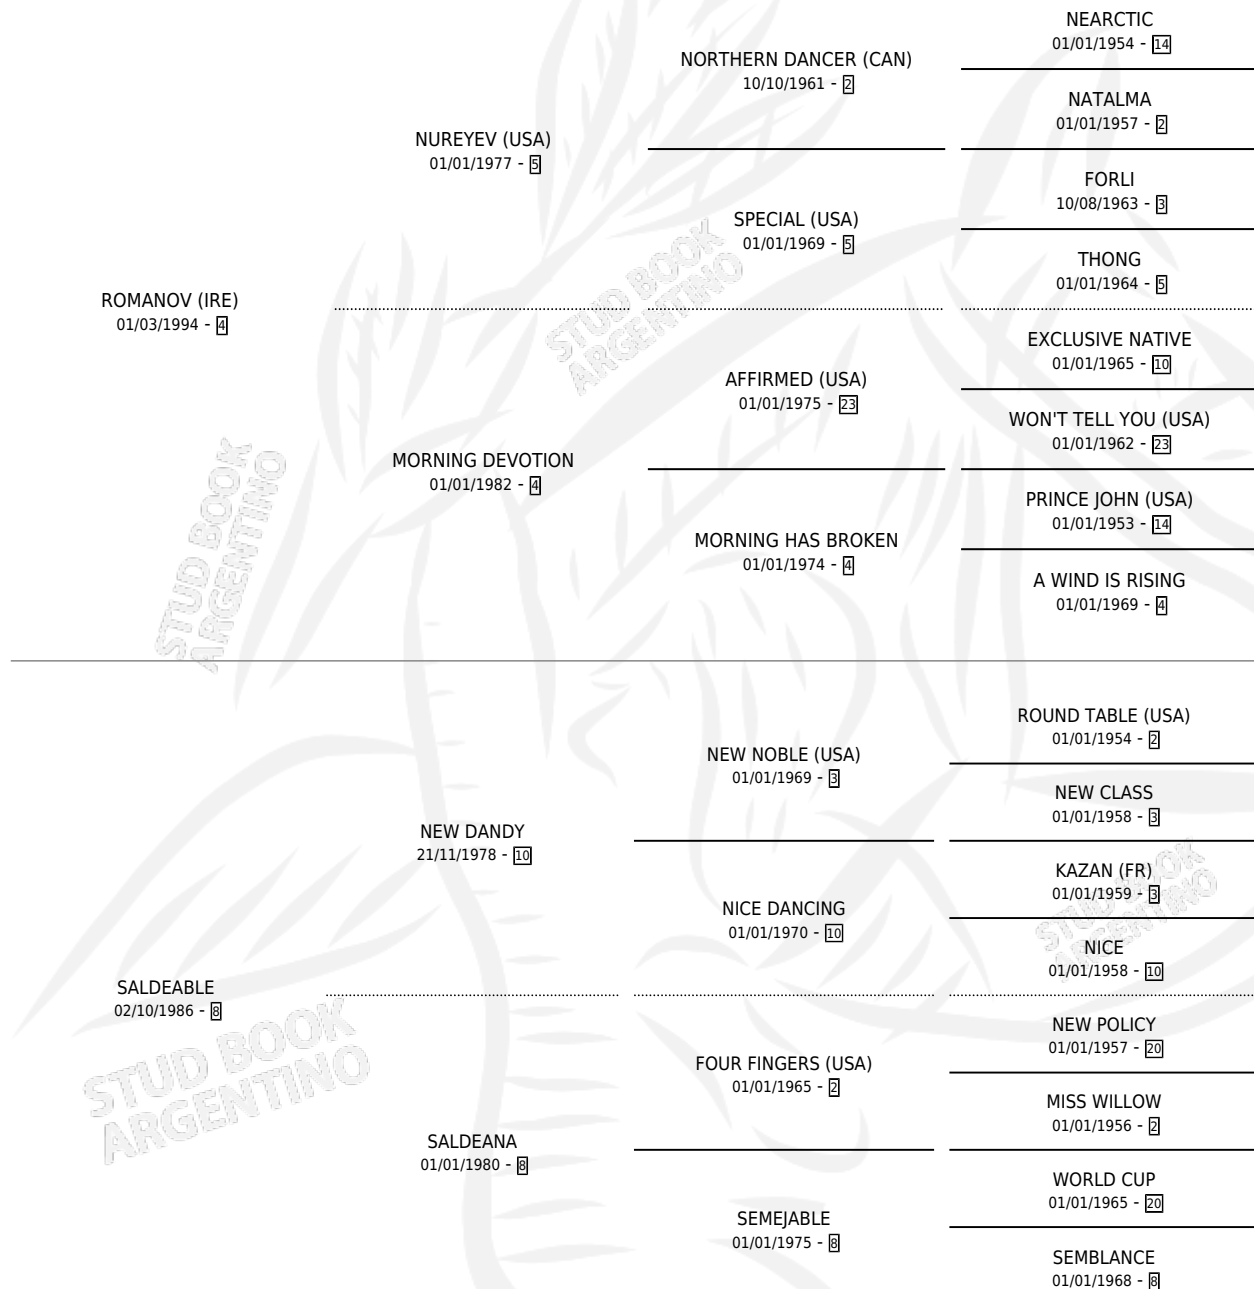 NEARCTIC
01/01/1954 - 14
NORTHERN DANCER (CAN)
10/10/1961 - 2
NATALMA
01/01/1957 - 2
NUREYEV (USA)
01/01/1977 - 5
FORLI
10/08/1963 - 3
SPECIAL (USA)
01/01/1969 - 5
THONG
01/01/1964 - 5
ROMANOV (IRE)
01/03/1994 - 4
EXCLUSIVE NATIVE
01/01/1965 - 10
AFFIRMED (USA)
01/01/1975 - 23
WON'T TELL YOU (USA)
01/01/1962 - 23
MORNING DEVOTION
01/01/1982 - 4
PRINCE JOHN (USA)
01/01/1953 - 14
MORNING HAS BROKEN
01/01/1974 - 4
A WIND IS RISING
01/01/1969 - 4
ROUND TABLE (USA)
01/01/1954 - 2
NEW NOBLE (USA)
01/01/1969 - 3
NEW CLASS
01/01/1958 - 3
NEW DANDY
21/11/1978 - 10
KAZAN (FR)
01/01/1959 - 3
NICE DANCING
01/01/1970 - 10
NICE
01/01/1958 - 10
SALDEABLE
02/10/1986 - 8
NEW POLICY
01/01/1957 - 20
FOUR FINGERS (USA)
01/01/1965 - 2
MISS WILLOW
01/01/1956 - 2
SALDEANA
01/01/1980 - 8
WORLD CUP
01/01/1965 - 20
SEMEJABLE
01/01/1975 - 8
SEMBLANCE
01/01/1968 - 8
STUD BOOK
ARGENTINO
STUD BOOK
ARGENTINO
STUD BOOK
ARGENTINO
STUD BOOK
ARGENTINO